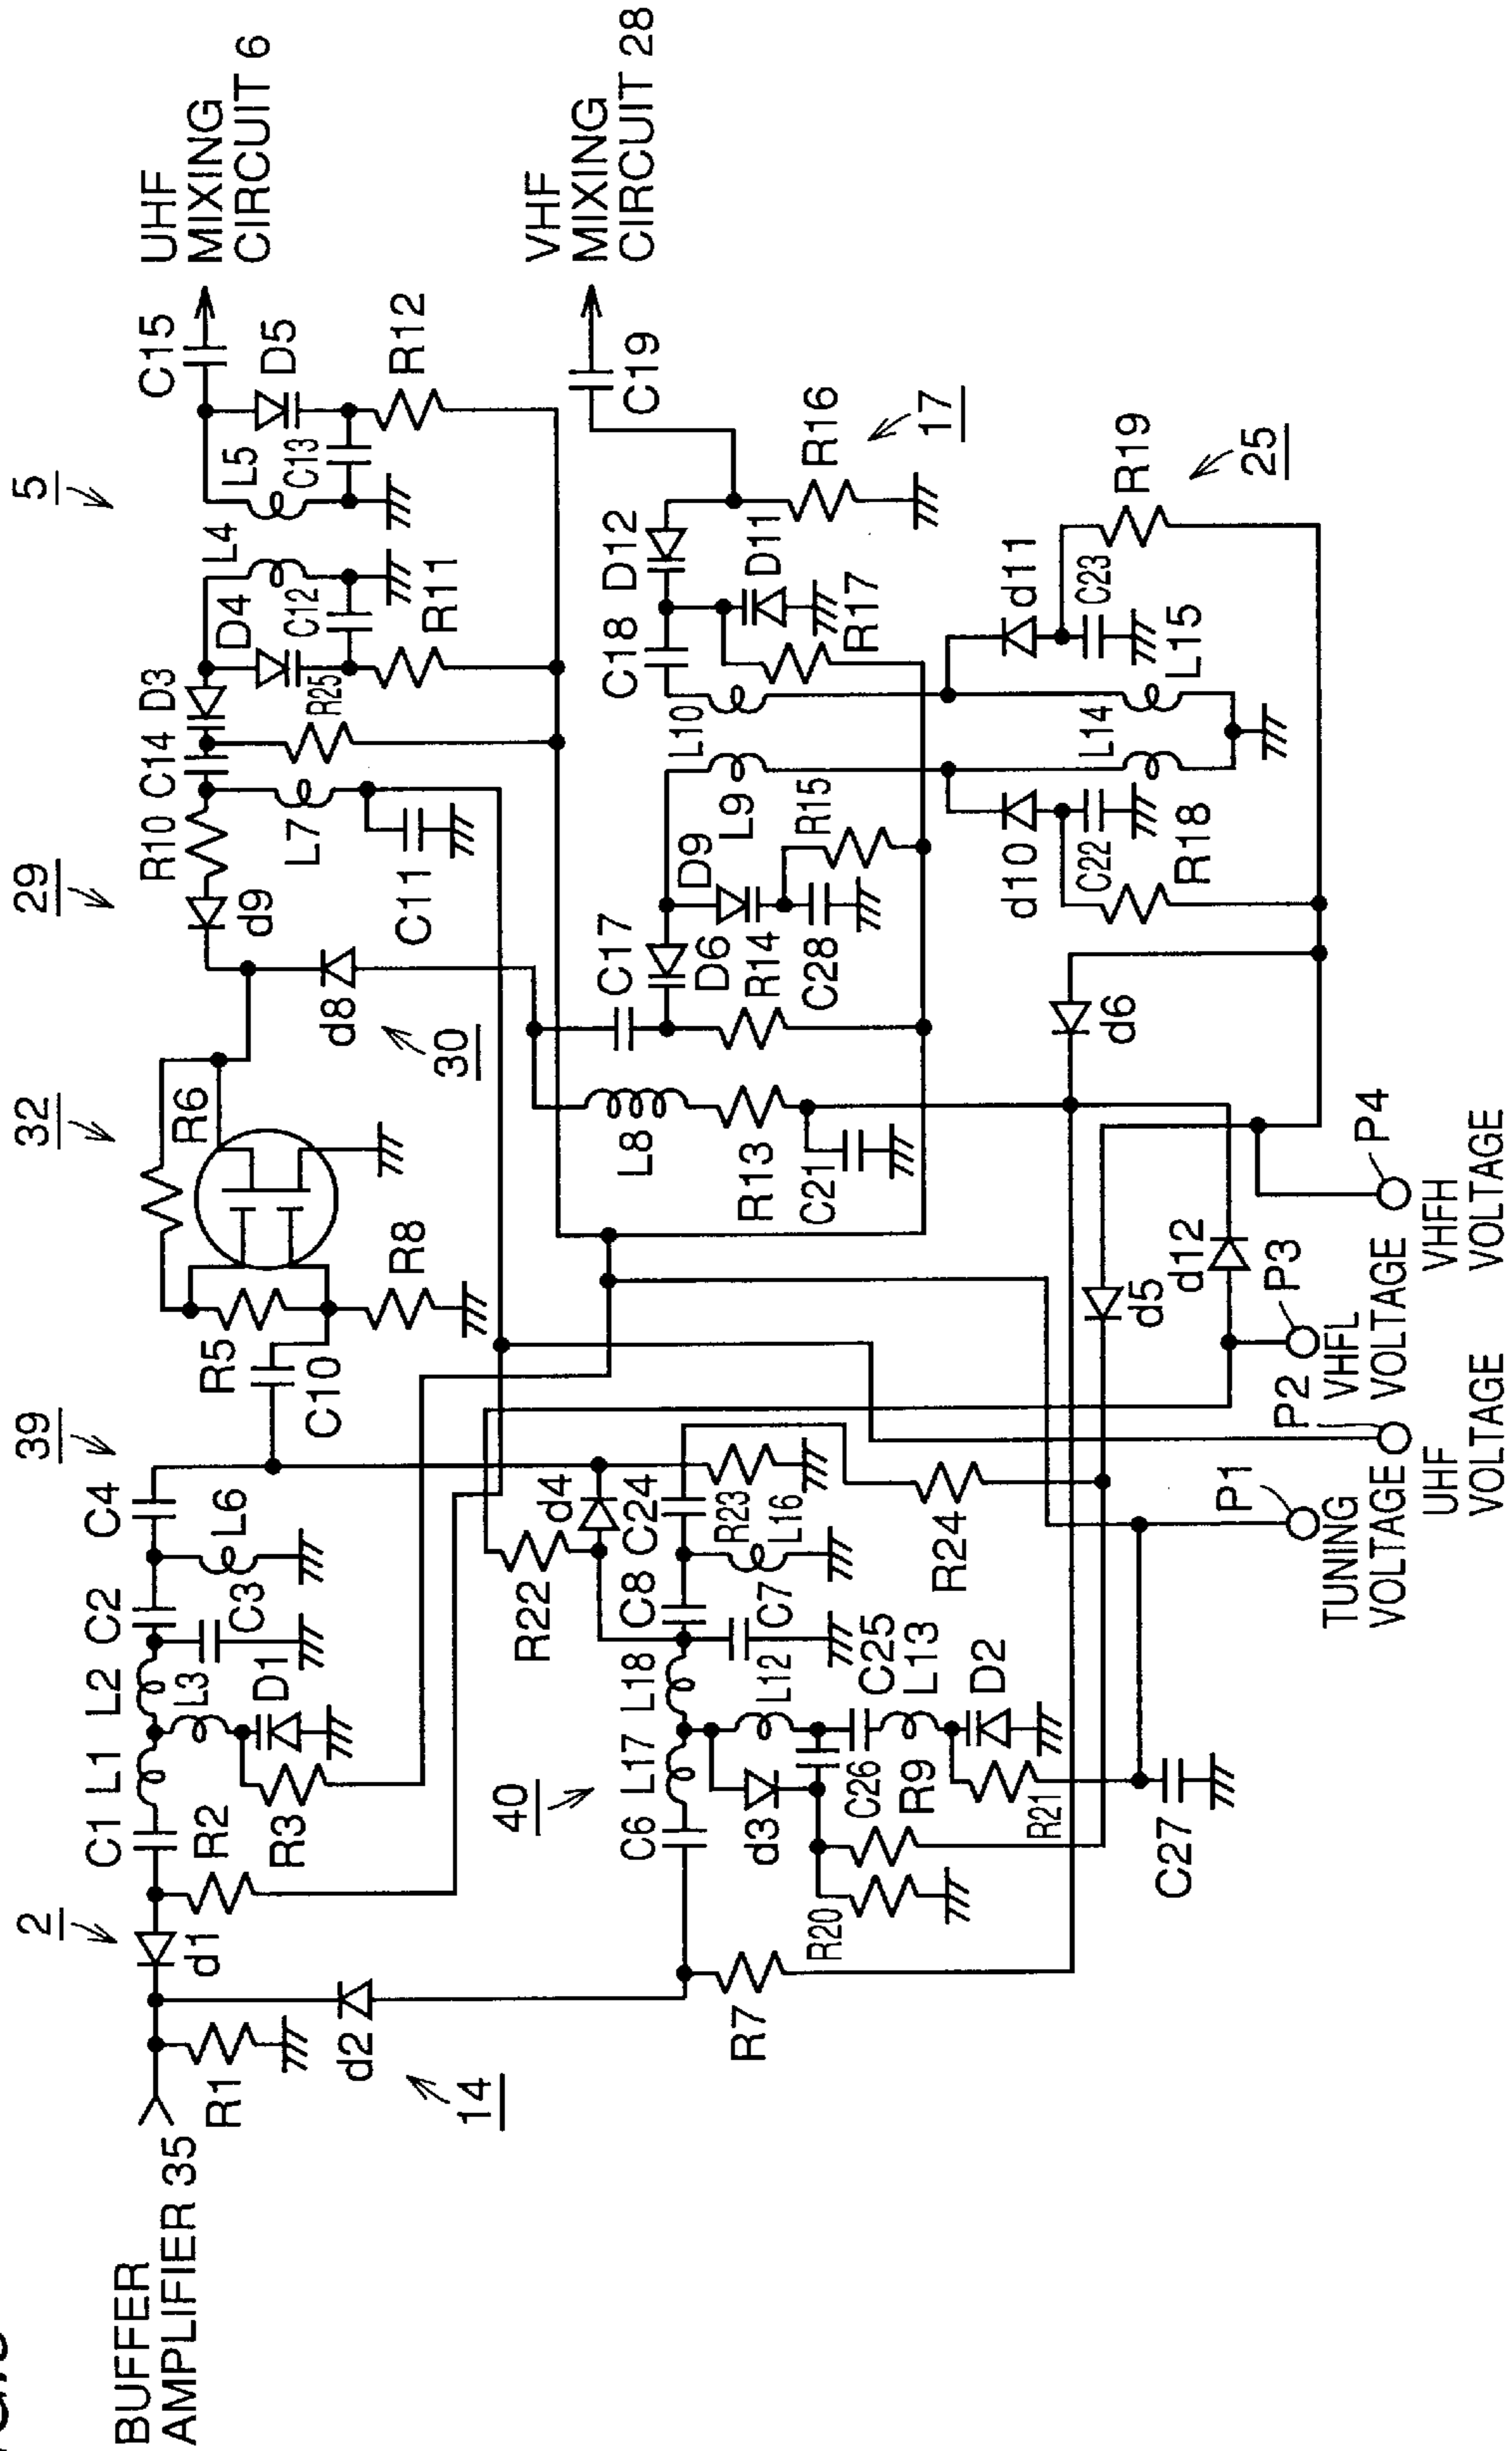 BUFFER
AMPLIFIER 35
2
39
32
29
5
UHF
MIXING
CIRCUIT 6
R1
d1
R2
C1
L1
L2
L3
D1
R3
C2
C3
C4
L6
R5
C10
R6
R8
d9
R10
C14
D3
L7
C11
R25
D4
C12
R11
L4
L5
C13
D5
R12
C15
14
d2
40
C6
L17
L18
d3
L12
C26
C25
R9
L13
D2
R20
R21
R7
C27
C8
C7
R22
d4
C24
R23
L16
R24
30
d8
L8
R13
C21
C17
D6
R14
C28
D9
R15
L9
L10
C18
R17
D11
D12
R16
17
C19
VHF
MIXING
CIRCUIT 28
d6
d10
C22
R18
L14
L15
d11
C23
R19
25
d5
d12
P1
TUNING
VOLTAGE
P2
UHF
VOLTAGE
P3
VHFL
VOLTAGE
P4
VHFH
VOLTAGE